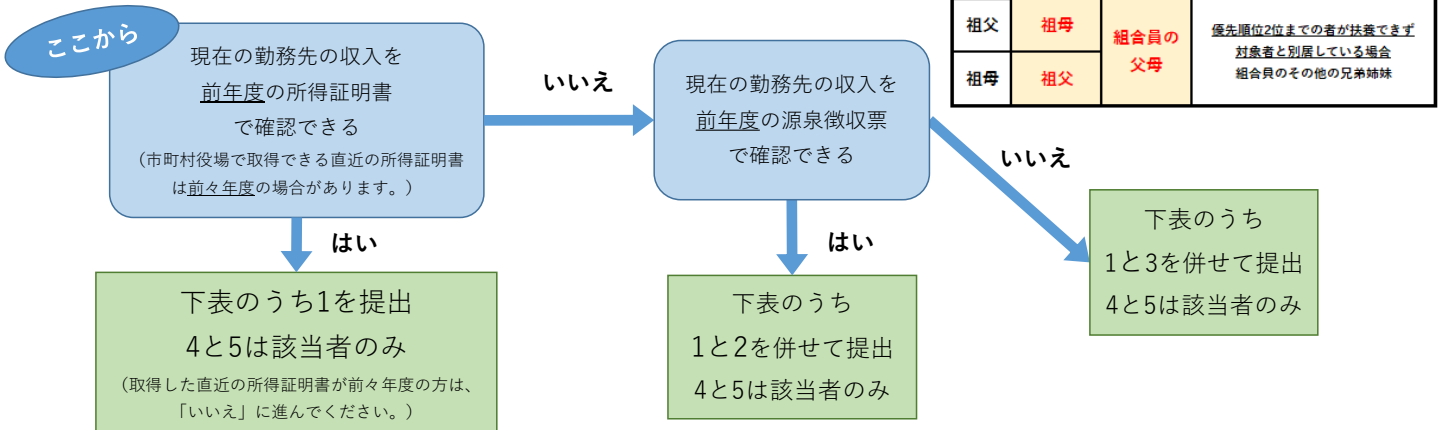 ここから
現在の勤務先の収入を
前年度の所得証明書
で確認できる
（市町村役場で取得できる直近の所得証明書
は前々年度の場合があります。）
いいえ
現在の勤務先の収入を
前年度の源泉徴収票
で確認できる
いいえ
祖父
祖母
組合員の
父母
優先順位2位までの者が扶養できず
対象者と別居している場合
組合員のその他の兄弟姉妹
祖母
祖父
はい
下表のうち1を提出
4と5は該当者のみ
（取得した直近の所得証明書が前々年度の方は、
「いいえ」に進んでください。）
はい
下表のうち
1と2を併せて提出
4と5は該当者のみ
下表のうち
1と3を併せて提出
4と5は該当者のみ